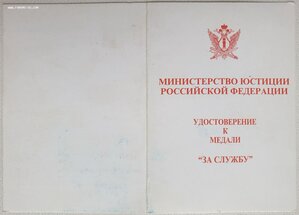 МИНИСТЕРСТВО ЮСТИЦИИ
РОССИЙСКОЙ ФЕДЕРАЦИИ
УДОСТОВЕРЕНИЕ
К
МЕДАЛИ
"ЗА СЛУЖБУ"